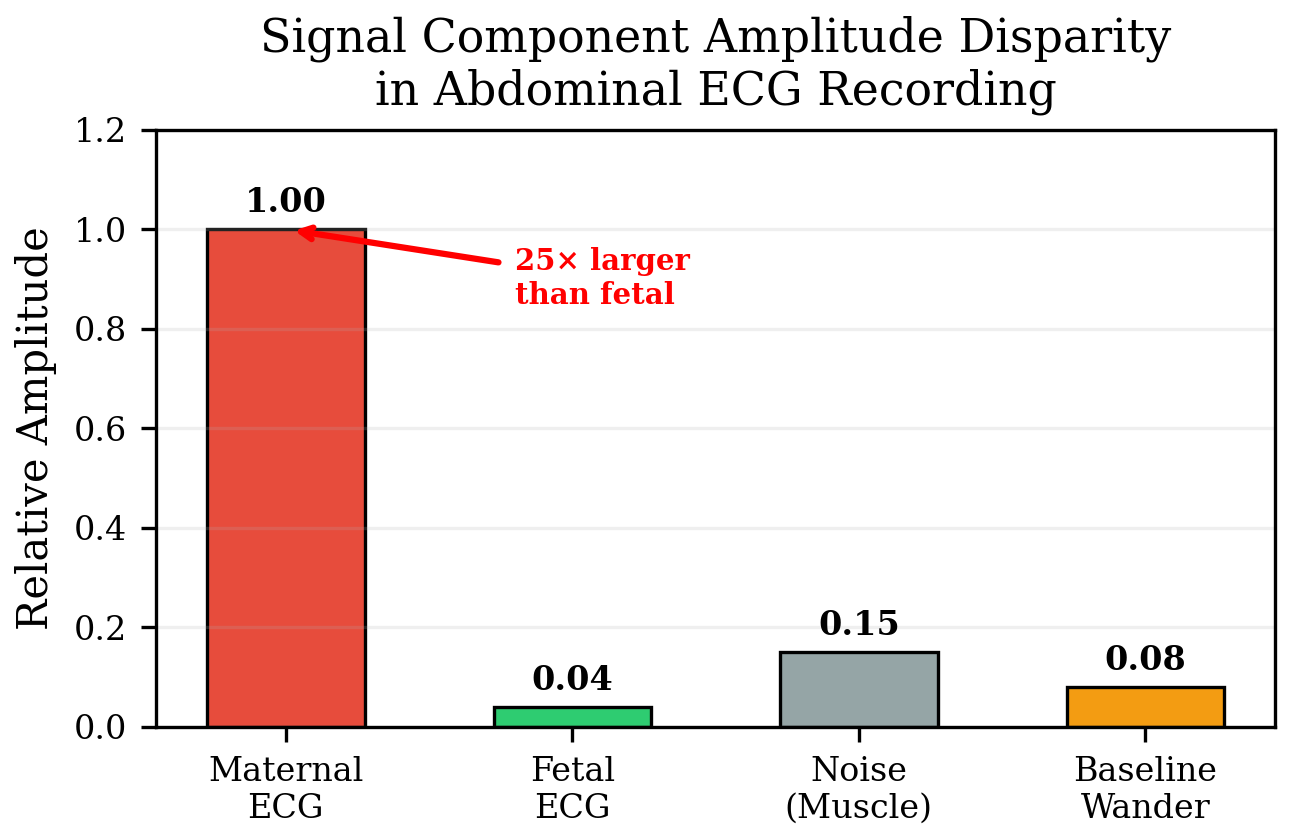 Signal Component Amplitude Disparity
in Abdominal ECG Recording
Relative Amplitude
1.2
1.0
0.8
0.6
0.4
0.2
0.0
1.00
25× larger
than fetal
0.04
0.15
0.08
Maternal
ECG
Fetal
ECG
Noise
(Muscle)
Baseline
Wander